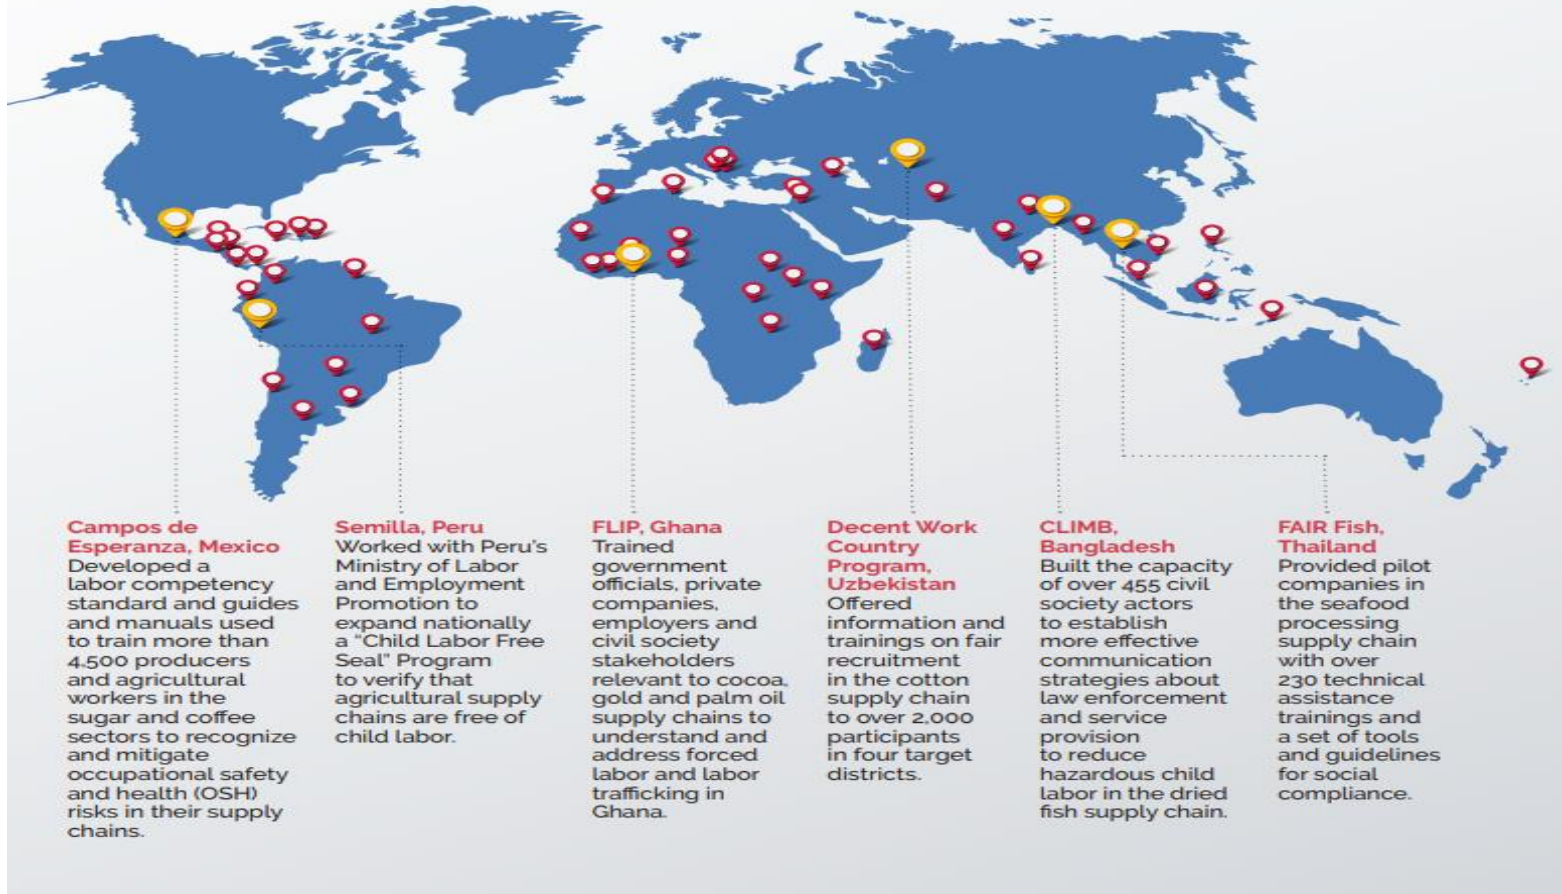 Campos de
Esperanza, Mexico
Developed a
labor competency
standard and guides
and manuals used
to train more than
4,500 producers
and agricultural
workers in the
sugar and coffee
sectors to recognize
and mitigate
occupational safety
and health (OSH)
risks in their supply
chains.
Semilla, Peru
Worked with Peru's
Ministry of Labor
and Employment
Promotion to
expand nationally
a “Child Labor Free
Seal” Program
to verify that
agricultural supply
chains are free of
child labor.
FLIP, Ghana
Trained
government
officials, private
companies,
employers and
civil society
stakeholders
relevant to cocoa,
gold and palm oil
supply chains to
understand and
address forced
labor and labor
trafficking in
Ghana.
Decent Work
Country
Program,
Uzbekistan
Offered
information and
trainings on fair
recruitment
in the cotton
supply chain
to over 2,000
participants
in four target
districts.
CLIMB,
Bangladesh
Built the capacity
of over 455 civil
society actors
to establish
more effective
communication
strategies about
law enforcement
and service
provision
to reduce
hazardous child
labor in the dried
fish supply chain.
FAIR Fish,
Thailand
Provided pilot
companies in
the seafood
processing
supply chain
with over
230 technical
assistance
trainings and
a set of tools
and guidelines
for social
compliance.